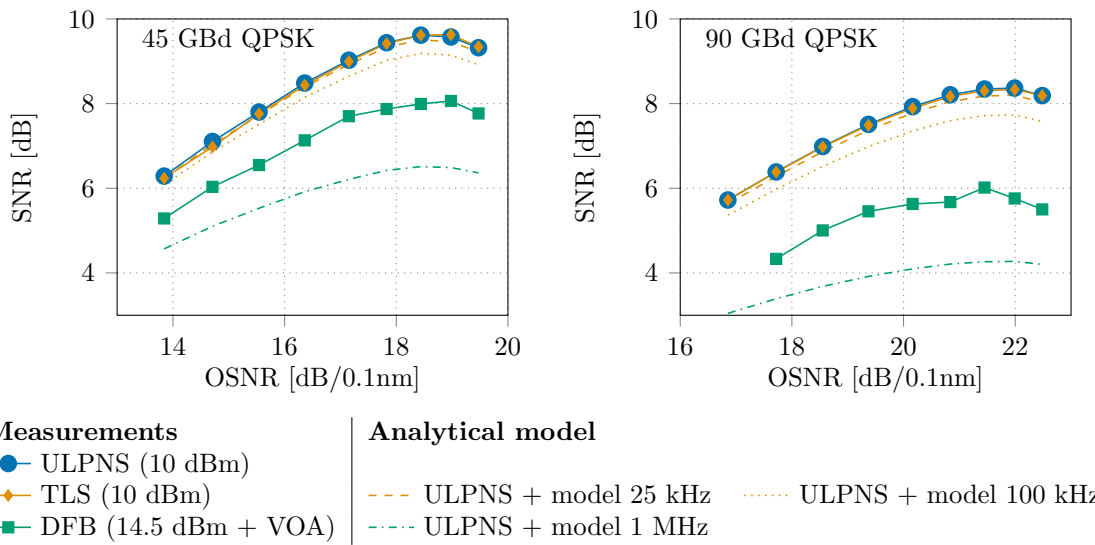 10
8
6
4
SNR [dB]
45 GBd QPSK
14
16
18
20
OSNR [dB/0.1nm]
10
8
6
4
SNR [dB]
90 GBd QPSK
16
18
20
22
OSNR [dB/0.1nm]
Measurements
ULPNS (10 dBm)
TLS (10 dBm)
DFB (14.5 dBm + VOA)
Analytical model
ULPNS + model 25 kHz
ULPNS + model 100 kHz
ULPNS + model 1 MHz